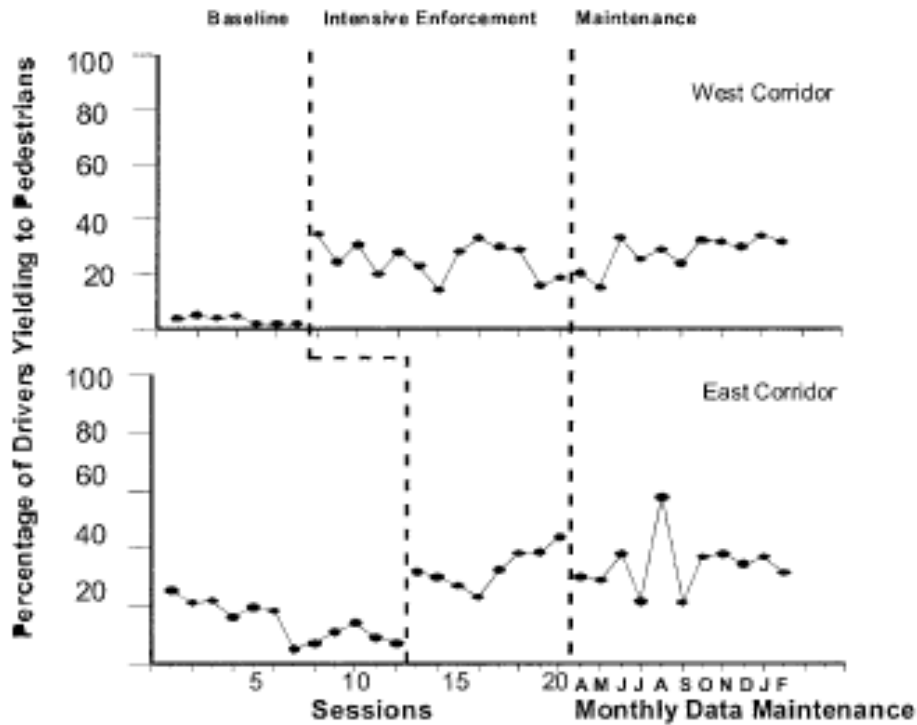 Baseline Intensive Enforcement Maintenance
Percentage of Drivers Yielding to Pedestrians
100
80
60
40
20
West Corridor
100
80
60
40
20
East Corridor
5 10 15 20 A M J J A S O N D J F
Sessions Monthly Data Maintenance